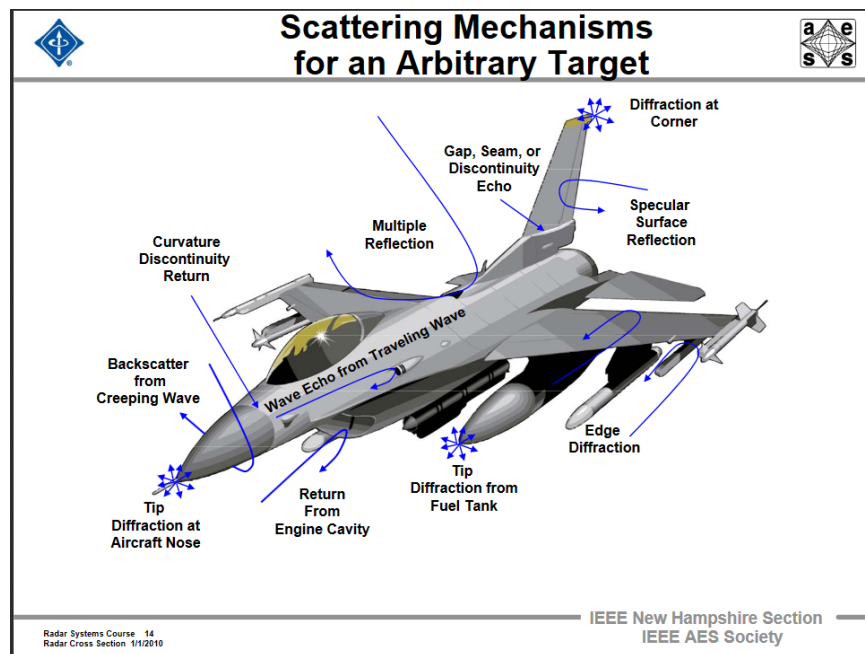 Scattering Mechanisms
for an Arbitrary Target
a e
s s
Diffraction at
Corner
Gap, Seam, or
Discontinuity
Echo
Specular
Surface
Reflection
Multiple
Reflection
Curvature
Discontinuity
Return
Wave Echo from Traveling Wave
Backscatter
from
Creeping Wave
Edge
Diffraction
Tip
Diffraction from
Fuel Tank
Return
From
Engine Cavity
Tip
Diffraction at
Aircraft Nose
Radar Systems Course 14
Radar Cross Section 1/1/2010
IEEE New Hampshire Section
IEEE AES Society